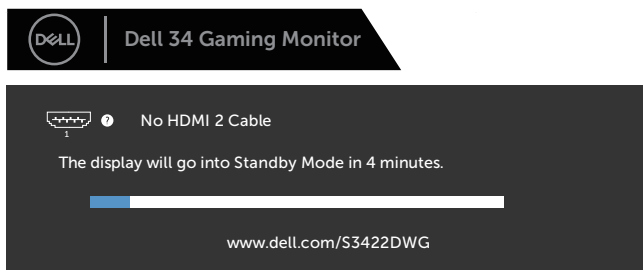 DELL
Dell 34 Gaming Monitor
? No HDMI 2 Cable
1
The display will go into Standby Mode in 4 minutes.
www.dell.com/S3422DWG